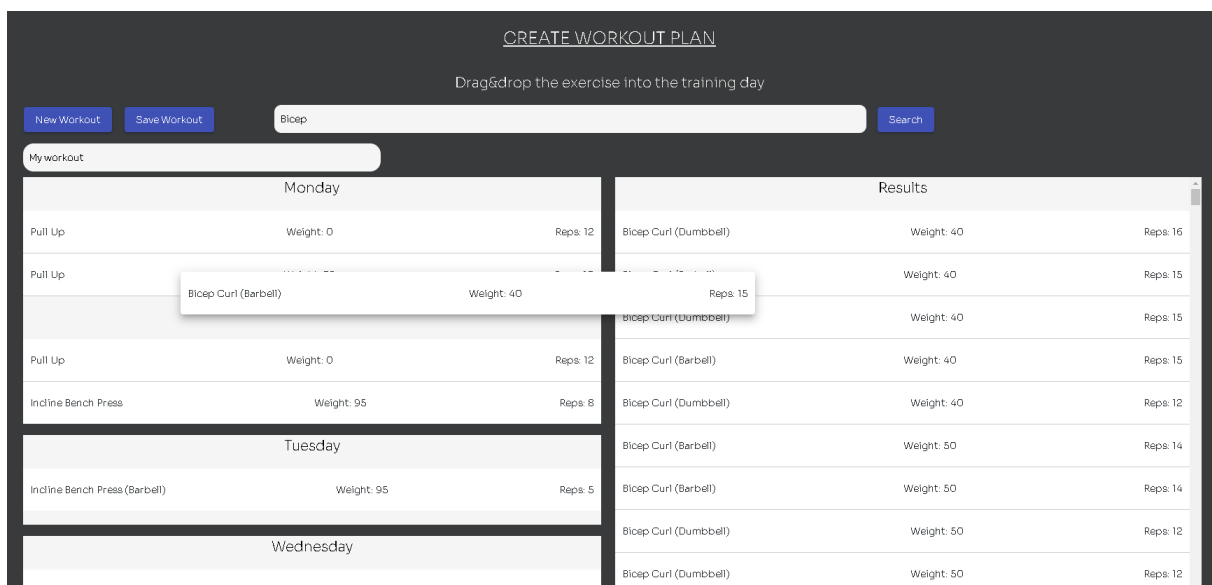 CREATE WORKOUT PLAN
Drag&drop the exercise into the training day
New Workout Save Workout Bicep Search
My workout
Monday
Pull Up Weight: 0 Reps: 12
Pull Up
Bicep Curl (Barbell) Weight: 40 Reps: 15
Pull Up Weight: 0 Reps: 12
Incline Bench Press Weight: 95 Reps: 8
Tuesday
Incline Bench Press (Barbell) Weight: 95 Reps: 5
Wednesday
Results
Bicep Curl (Dumbbell) Weight: 40 Reps: 16
Weight: 40 Reps: 15
Bicep Curl (Dumbbell) Weight: 40 Reps: 15
Bicep Curl (Barbell) Weight: 40 Reps: 15
Bicep Curl (Dumbbell) Weight: 40 Reps: 12
Bicep Curl (Barbell) Weight: 50 Reps: 14
Bicep Curl (Barbell) Weight: 50 Reps: 14
Bicep Curl (Dumbbell) Weight: 50 Reps: 12
Bicep Curl (Dumbbell) Weight: 50 Reps: 12